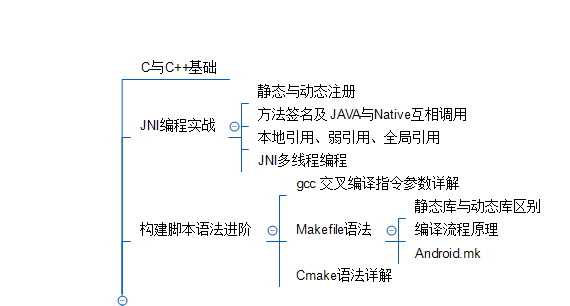 C与C++基础
静态与动态注册
方法签名及 JAVA与Native互相调用
JNI编程实战
本地引用、弱引用、全局引用
JNI多线程编程
gcc 交叉编译指令参数详解
静态库与动态库区别
构建脚本语法进阶
Makefile语法
编译流程原理
Android.mk
Cmake语法详解